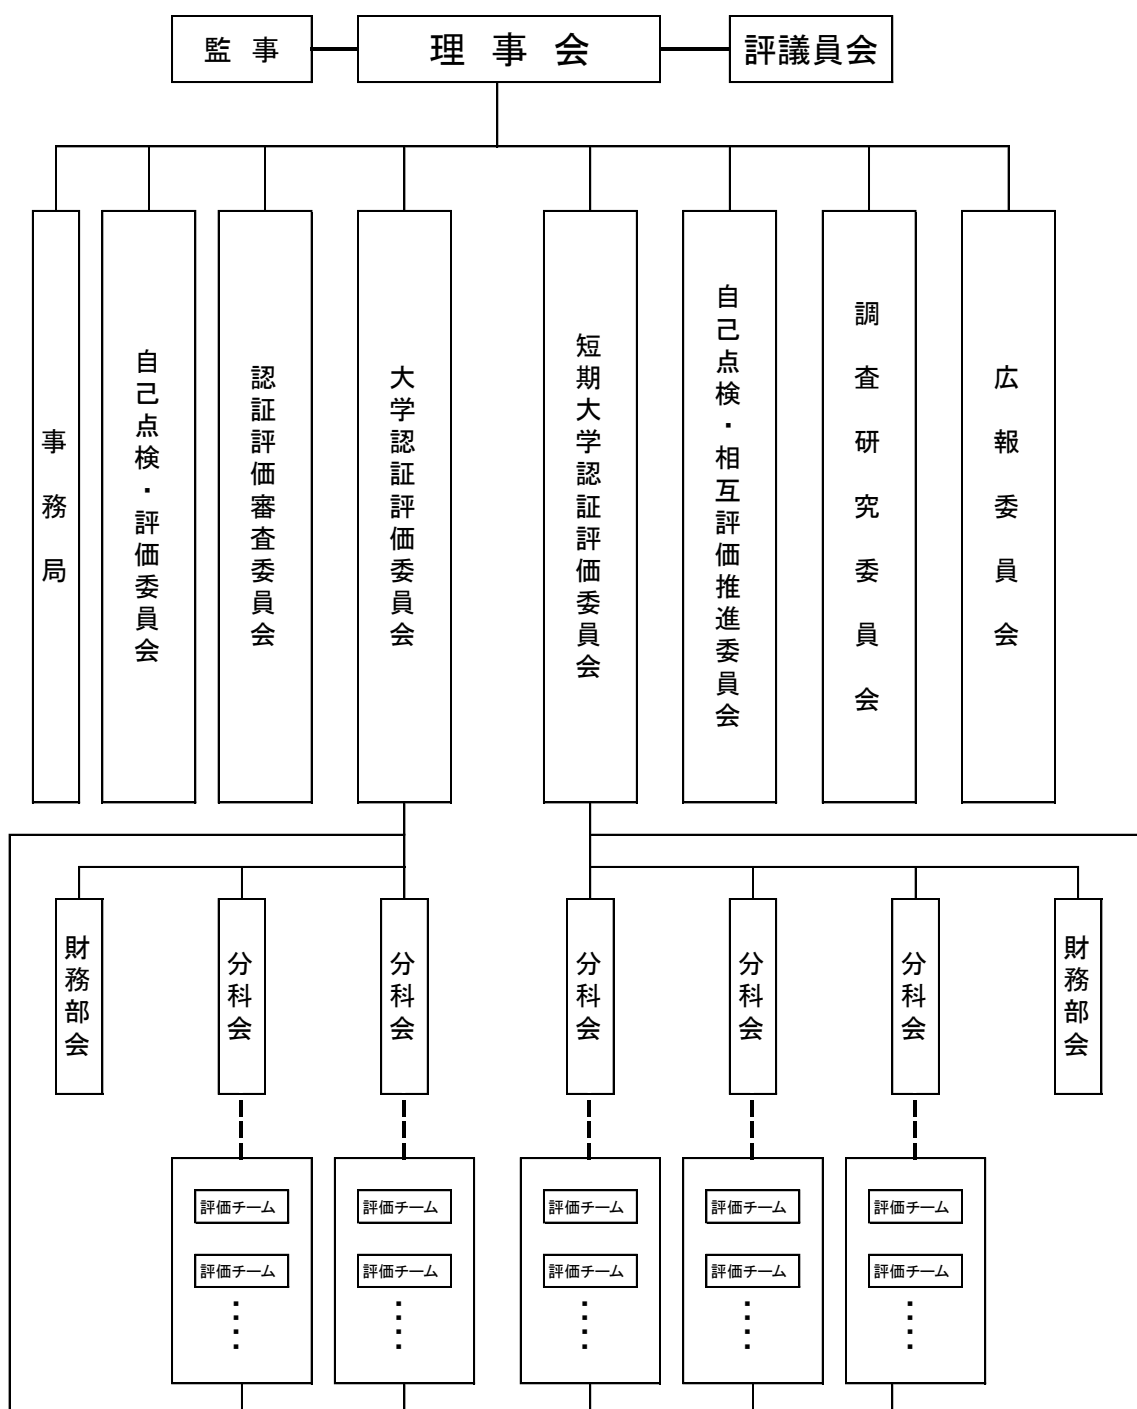 監 事
理 事 会
評議員会
事務局
自己点検・評価委員会
認証評価審査委員会
大学認証評価委員会
短期大学認証評価委員会
自己点検・相互評価推進委員会
調査研究委員会
広報委員会
財務部会
分科会
分科会
分科会
分科会
分科会
財務部会
評価チーム
評価チーム
評価チーム
評価チーム
評価チーム
評価チーム
評価チーム
評価チーム
評価チーム
評価チーム